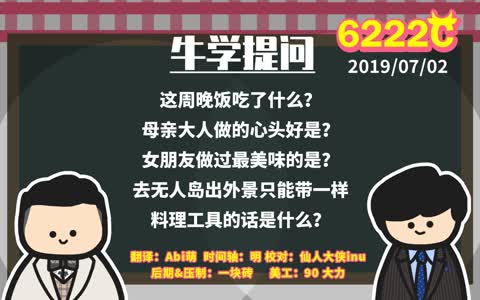 牛学提问
6222℃
2019/07/02
这周晚饭吃了什么?
母亲大人做的心头好是?
女朋友做过最美味的是?
去无人岛出外景只能带一样
料理工具的话是什么?
翻译：Abi萌 时间轴：明 校对：仙人大侠inu
后期&压制：一块砖 美工：90 大力